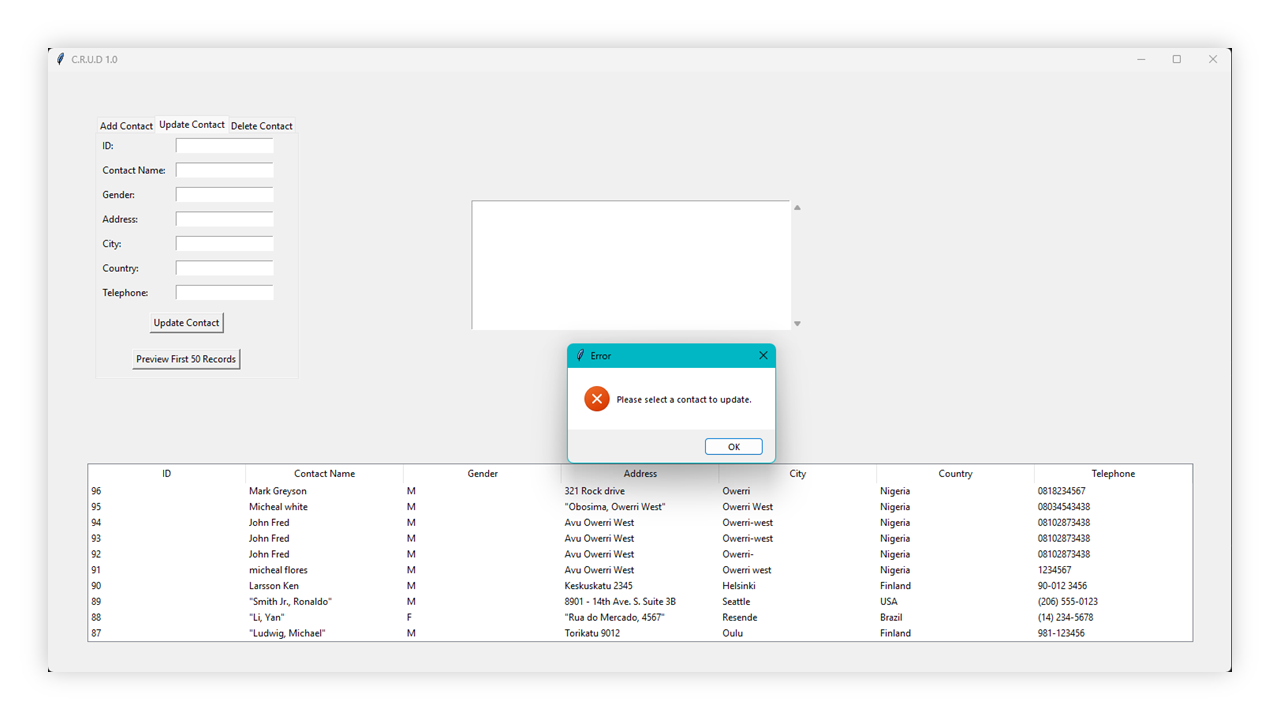 C.R.U.D 1.0
Add Contact Update Contact Delete Contact
ID:
Contact Name:
Gender:
Address:
City:
Country:
Telephone:
Update Contact
Preview First 50 Records
Error
Please select a contact to update.
OK
ID Contact Name Gender Address City Country Telephone
96 Mark Greyson M 321 Rock drive Owerri Nigeria 0818234567
95 Micheal white M "Obosima, Owerri West" Owerri West Nigeria 08034543438
94 John Fred M Avu Owerri West Owerri-west Nigeria 08102873438
93 John Fred M Avu Owerri West Owerri-west Nigeria 08102873438
92 John Fred M Avu Owerri West Owerri- Nigeria 08102873438
91 micheal flores M Avu Owerri West Owerri west Nigeria 1234567
90 Larsson Ken M Keskuskatu 2345 Helsinki Finland 90-012 3456
89 "Smith Jr., Ronaldo" M 8901 - 14th Ave. S. Suite 3B Seattle USA (206) 555-0123
88 "Li, Yan" F "Rua do Mercado, 4567" Resende Brazil (14) 234-5678
87 "Ludwig, Michael" M Torikatu 9012 Oulu Finland 981-123456